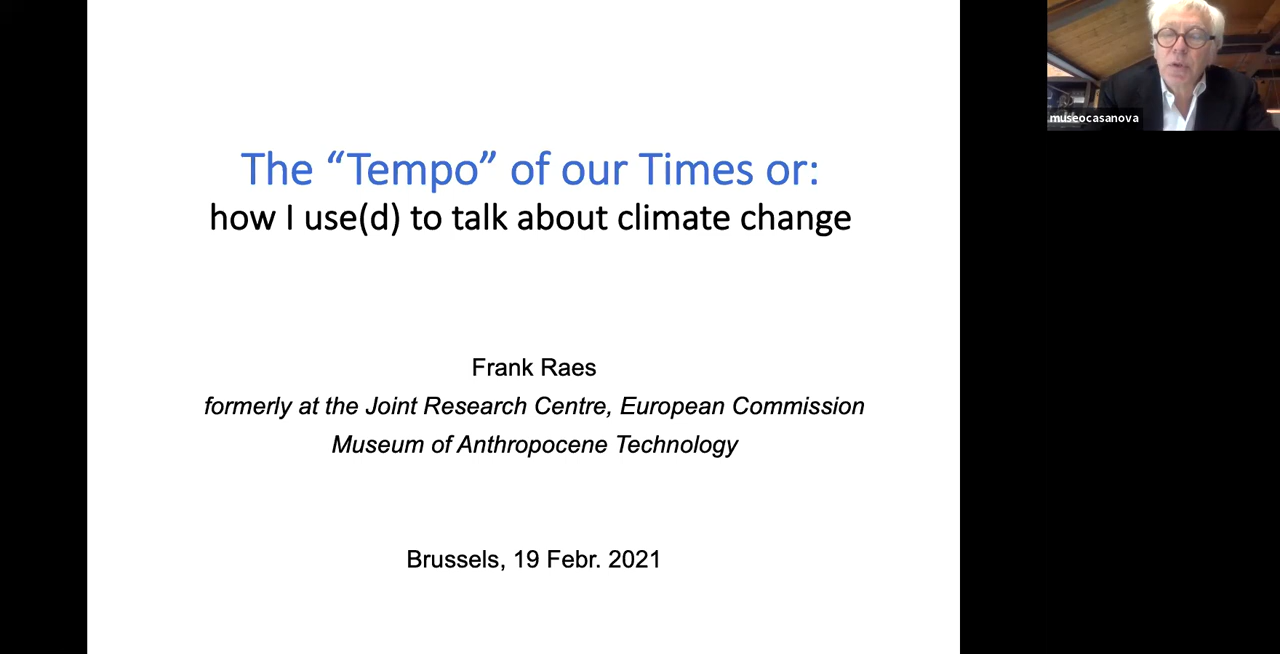 The “Tempo” of our Times or:
how I use(d) to talk about climate change
Frank Raes
formerly at the Joint Research Centre, European Commission
Museum of Anthropocene Technology
Brussels, 19 Febr. 2021
museocasanova